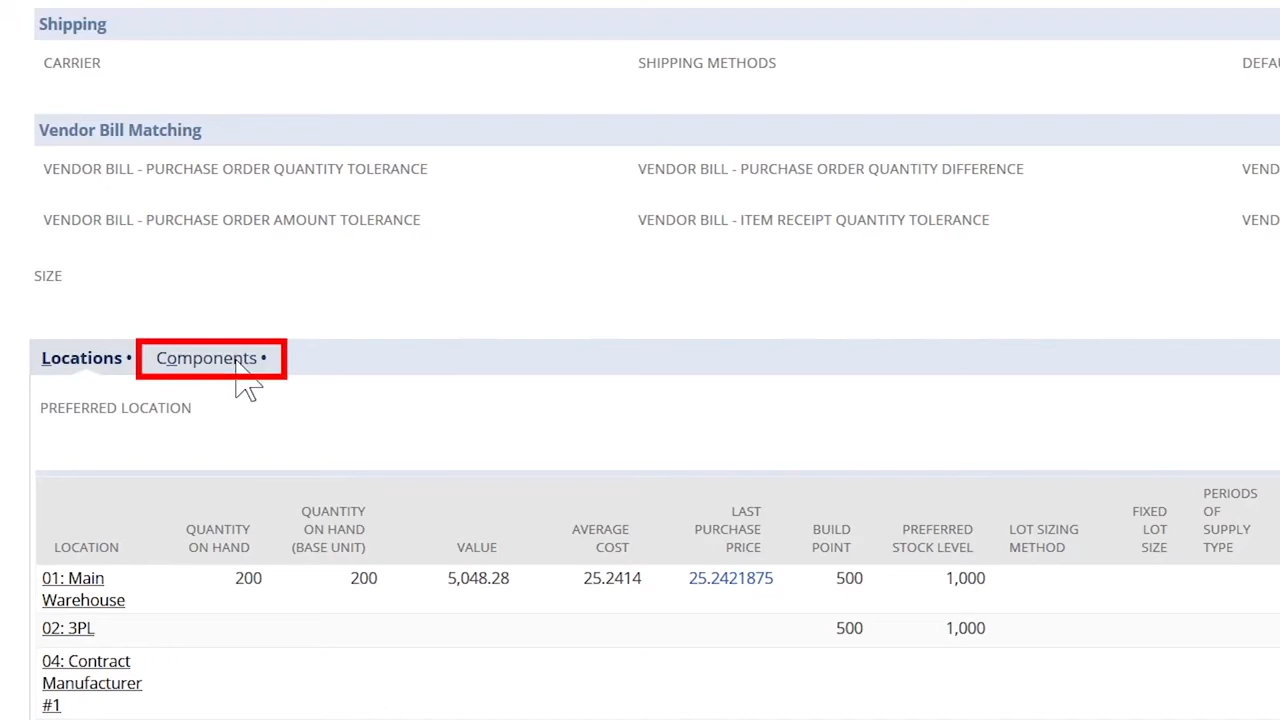 Shipping
CARRIER SHIPPING METHODS
Vendor Bill Matching
VENDOR BILL - PURCHASE ORDER QUANTITY TOLERANCE VENDOR BILL - PURCHASE ORDER QUANTITY DIFFERENCE VEND
VENDOR BILL - PURCHASE ORDER AMOUNT TOLERANCE VENDOR BILL - ITEM RECEIPT QUANTITY TOLERANCE VEND
SIZE
Locations • Components •
PREFERRED LOCATION
LOCATION
QUANTITY
ON HAND
QUANTITY
ON HAND
(BASE UNIT)
VALUE
AVERAGE
COST
LAST
PURCHASE
PRICE
BUILD
POINT
PREFERRED
STOCK LEVEL
LOT SIZING
METHOD
FIXED
LOT
SIZE
PERIODS
OF
SUPPLY
TYPE
01: Main
Warehouse
200 200 5,048.28 25.2414 25.2421875 500 1,000
02: 3PL 500 1,000
04: Contract
Manufacturer
#1